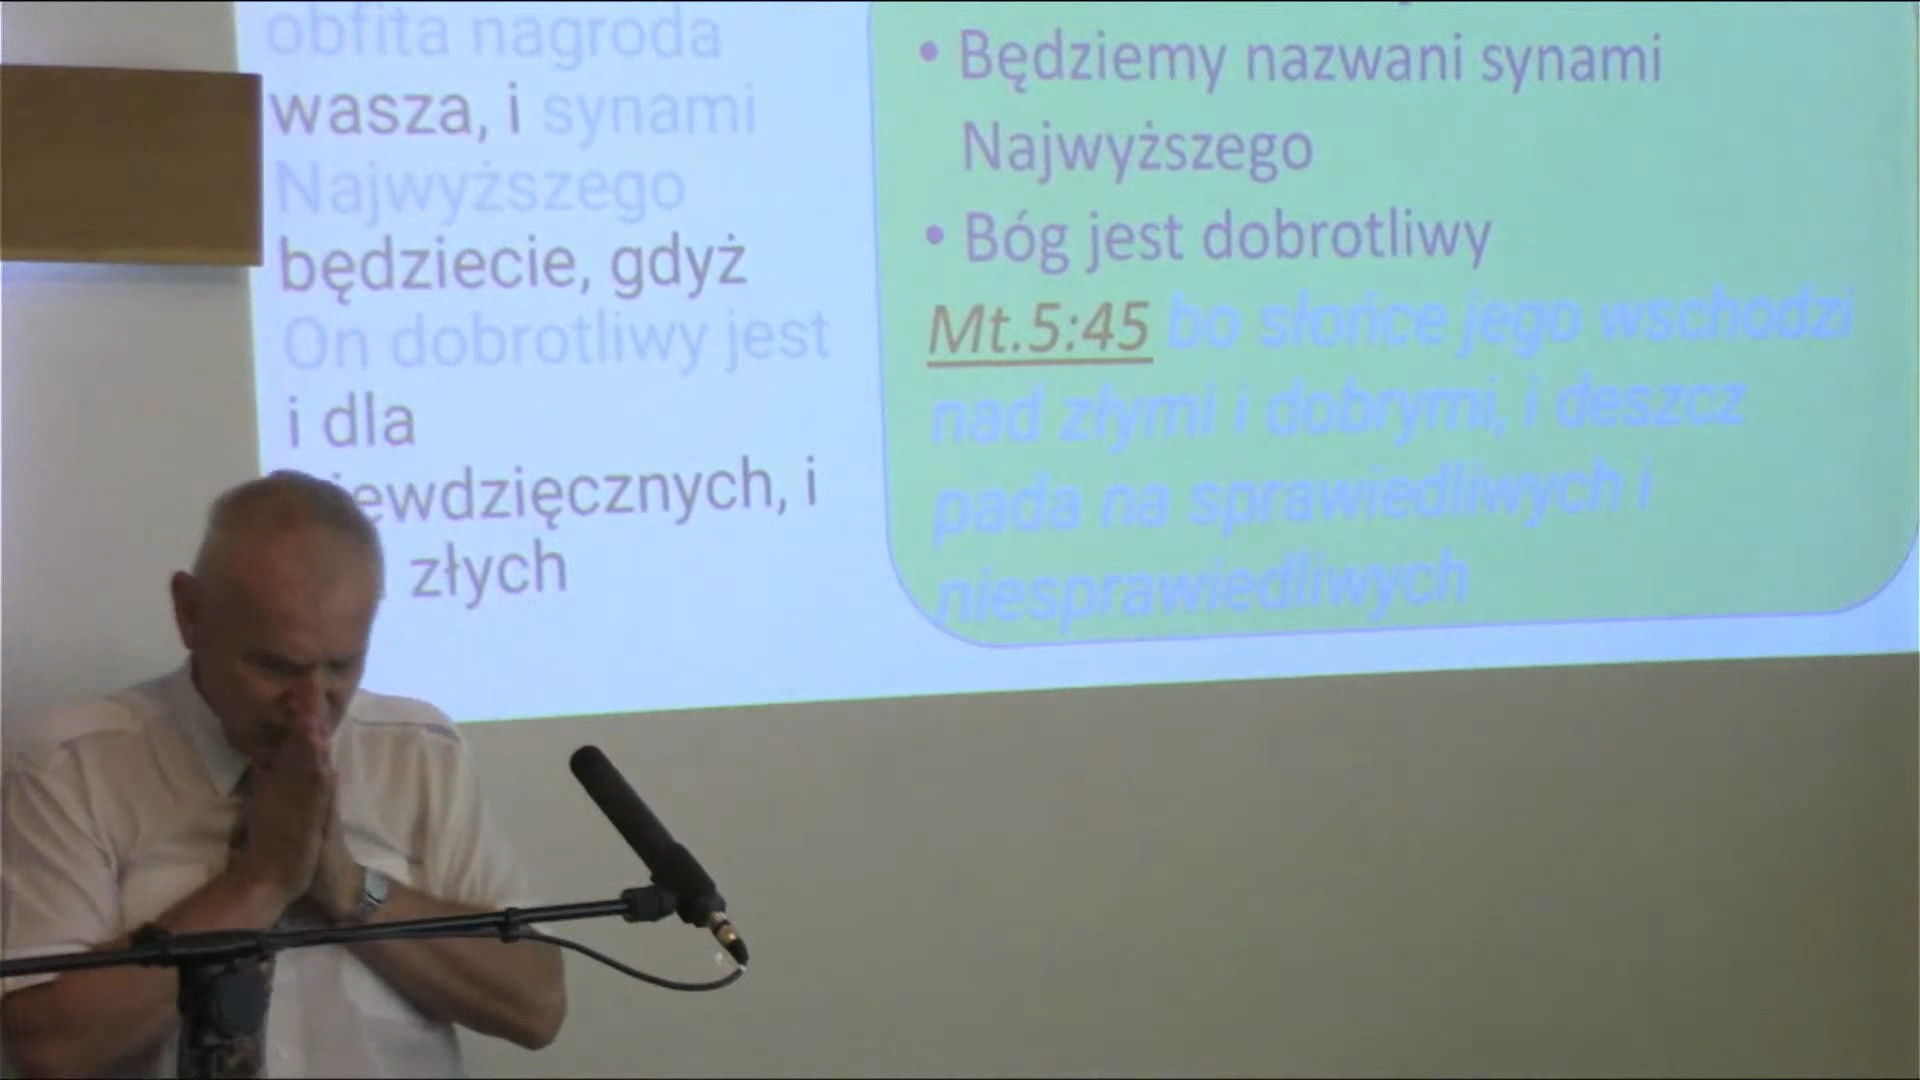 obfita nagroda
wasza, i synami
Najwyższego
będziecie, gdyż
On dobrotliwy jest
i dla
iewdzięcznych, i
złych
• Będziemy nazwani synami
Najwyższego
• Bóg jest dobrotliwy
Mt.5:45 bo słońce jego wschodzi
nad złymi i dobrymi, i deszcz
pada na sprawiedliwych i
niesprawiedliwych